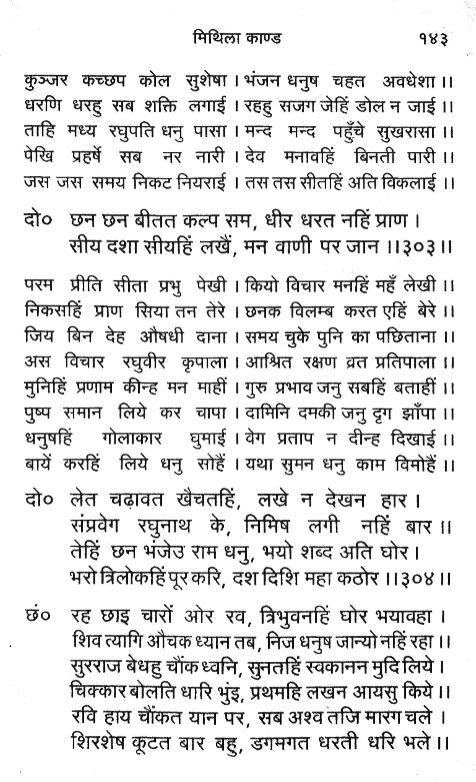 मिथिला काण्ड १४३
कुञ्जर कच्छप कोल सुशेषा । भंजन धनुष चहत अवधेशा ।।
धरणि धरहु सब शक्ति लगाई । रहहु सजग जेहिं डोल न जाई ।।
ताहि मध्य रघुपति धनु पासा । मन्द मन्द पहुँचे सुखरासा ।।
पेखि प्रहर्षे सब नर नारी । देव मनावहिं बिनती पारी ।।
जस जस समय निकट नियराई । तस तस सीतहिं अति विकलाई ।।
दो० छन छन बीतत कल्प सम, धीर धरत नहिं प्राण ।
सीय दशा सीयहिं लखैं, मन वाणी पर जान ।।३०३।।
परम प्रीति सीता प्रभु पेखी । कियो विचार मनहिं महँ लेखी ।।
निकसहिं प्राण सिया तन तेरे । छनक विलम्ब करत एहिं बेरे ।।
जिय बिन देह औषधी दाना । समय चुके पुनि का पछिताना ।।
अस विचार रघुवीर कृपाला । आश्रित रक्षण व्रत प्रतिपाला ।।
मुनिहिं प्रणाम कीन्ह मन माहीं । गुरु प्रभाव जनु सबहिं बताहीं ।।
पुष्प समान लिये कर चापा । दामिनि दमकी जनु दृग झाँपा ।।
धनुषहिं गोलाकार घुमाई । वेग प्रताप न दीन्ह दिखाई ।।
बायें करहिं लिये धनु सोहैं । यथा सुमन धनु काम विमोहैं ।।
दो० लेत चढ़ावत खैचतहिं, लखे न देखन हार ।
संप्रवेग रघुनाथ के, निमिष लगी नहिं बार ।।
तेहिं छन भंजेउ राम धनु, भयो शब्द अति घोर ।
भरो त्रिलोकहिं पूर करि, दश दिशि महा कठोर ।।३०४।।
छं० रह छाइ चारों ओर रव, त्रिभुवनहिं घोर भयावहा ।
शिव त्यागि औचक ध्यान तब, निज धनुष जान्यो नहिं रहा ।।
सुरराज बेधहु चौंक ध्वनि, सुनतहिं स्वकानन मुदि लिये ।
चिक्कार बोलति धारि भुंइ, प्रथमहि लखन आयसु किये ।।
रवि हाय चौंकत यान पर, सब अश्व तजि मारग चले ।
शिरशेष कूटत बार बहु, डगमगत धरती धरि भले ।।